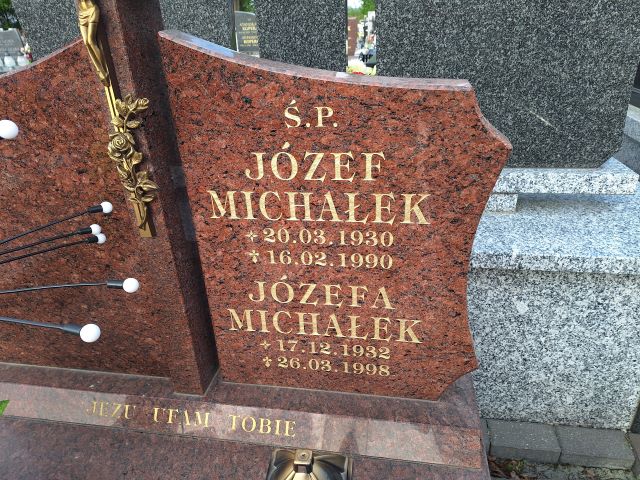 Ś.P.
JÓZEF
MICHAŁEK
✶ 20.03.1930
✝ 16.02.1990
JÓZEFA
MICHAŁEK
✶ 17.12.1932
✝ 26.03.1998
JEZU UFAM TOBIE